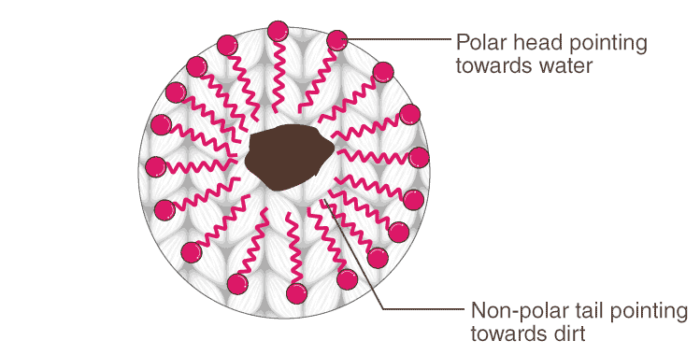 Polar head pointing
towards water
Non-polar tail pointing
towards dirt